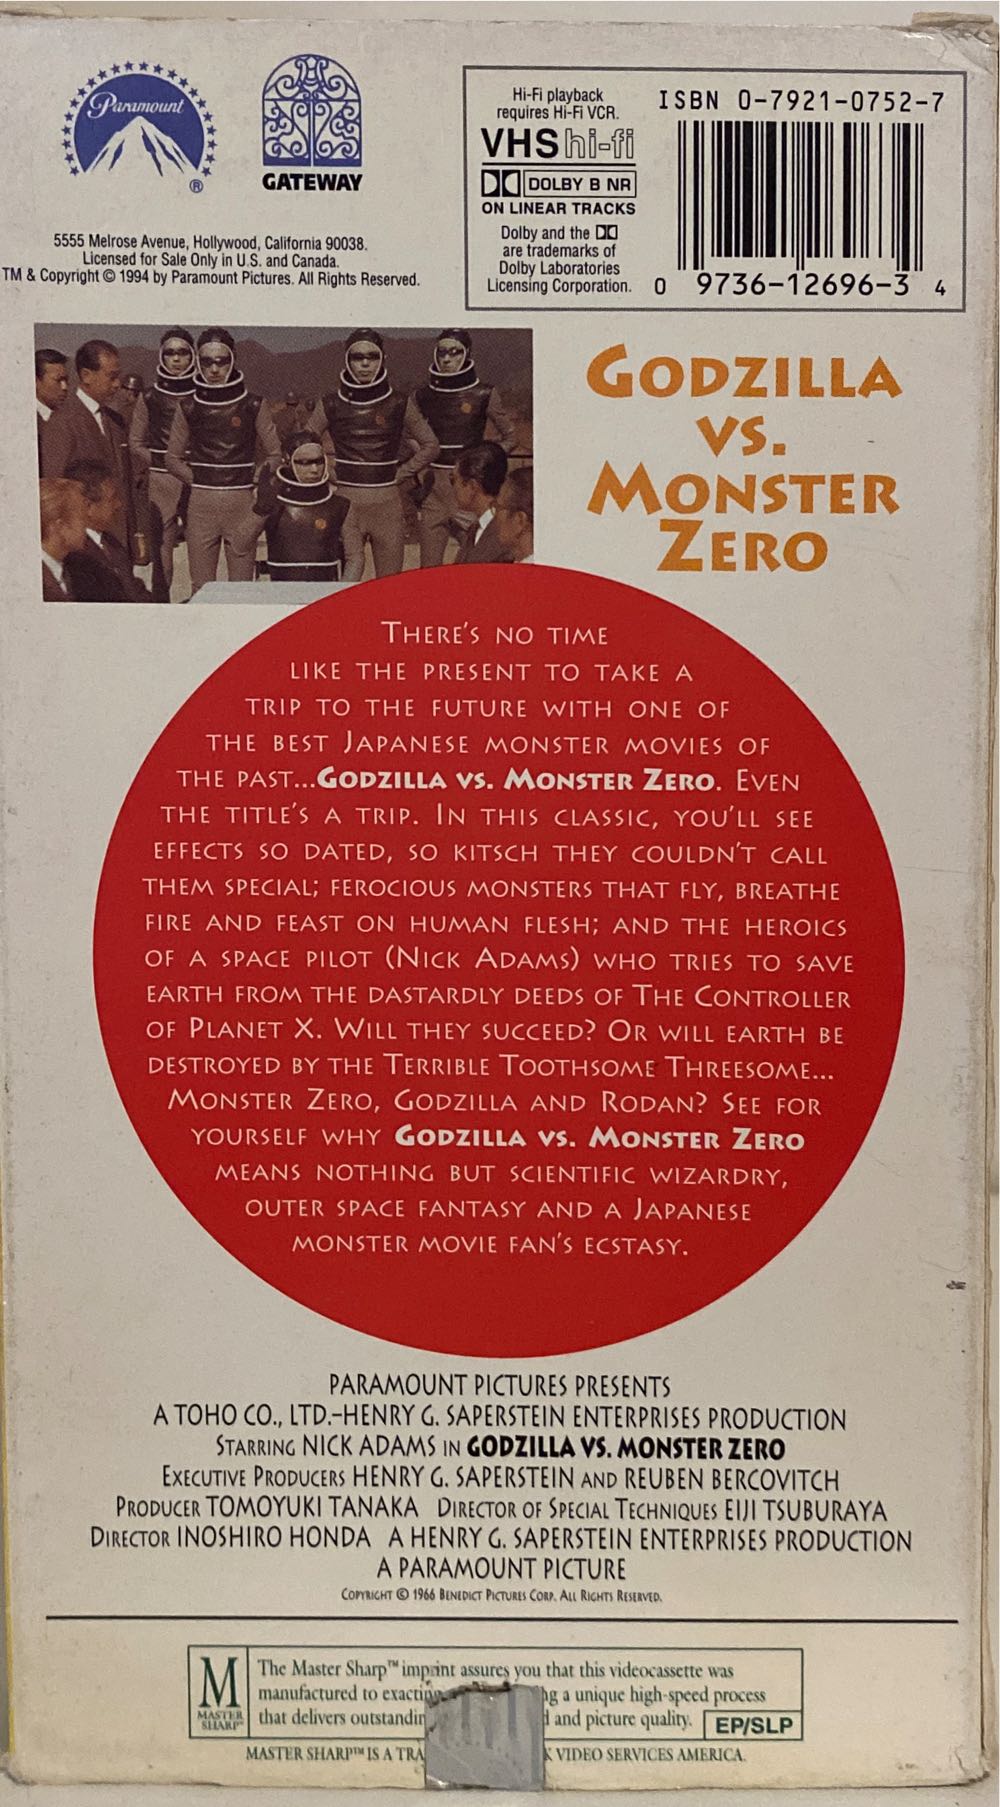 Paramount
®
GATEWAY
5555 Melrose Avenue, Hollywood, California 90038.
Licensed for Sale Only in U.S. and Canada.
TM & Copyright © 1994 by Paramount Pictures. All Rights Reserved.
Hi-Fi playback
requires Hi-Fi VCR.
VHS hi-fi
DOLBY B NR
ON LINEAR TRACKS
Dolby and the
are trademarks of
Dolby Laboratories
Licensing Corporation.
ISBN 0-7921-0752-7
0 9736-12696-3 4
GODZILLA
VS.
MONSTER
ZERO
THERE'S NO TIME
LIKE THE PRESENT TO TAKE A
TRIP TO THE FUTURE WITH ONE OF
THE BEST JAPANESE MONSTER MOVIES OF
THE PAST...GODZILLA VS. MONSTER ZERO. EVEN
THE TITLE'S A TRIP. IN THIS CLASSIC, YOU'LL SEE
EFFECTS SO DATED, SO KITSCH THEY COULDN'T CALL
THEM SPECIAL; FEROCIOUS MONSTERS THAT FLY, BREATHE
FIRE AND FEAST ON HUMAN FLESH; AND THE HEROICS
OF A SPACE PILOT (NICK ADAMS) WHO TRIES TO SAVE
EARTH FROM THE DASTARDLY DEEDS OF THE CONTROLLER
OF PLANET X. WILL THEY SUCCEED? OR WILL EARTH BE
DESTROYED BY THE TERRIBLE TOOTHSOME THREESOME...
MONSTER ZERO, GODZILLA AND RODAN? SEE FOR
YOURSELF WHY GODZILLA VS. MONSTER ZERO
MEANS NOTHING BUT SCIENTIFIC WIZARDRY,
OUTER SPACE FANTASY AND A JAPANESE
MONSTER MOVIE FAN'S ECSTASY.
PARAMOUNT PICTURES PRESENTS
A TOHO CO., LTD.-HENRY G. SAPERSTEIN ENTERPRISES PRODUCTION
STARRING NICK ADAMS IN GODZILLA VS. MONSTER ZERO
EXECUTIVE PRODUCERS HENRY G. SAPERSTEIN AND REUBEN BERCOVITCH
PRODUCER TOMOYUKI TANAKA DIRECTOR OF SPECIAL TECHNIQUES EIJI TSUBURAYA
DIRECTOR INOSHIRO HONDA A HENRY G. SAPERSTEIN ENTERPRISES PRODUCTION
A PARAMOUNT PICTURE
COPYRIGHT © 1966 BENEDICT PICTURES CORP. ALL RIGHTS RESERVED.
M
MASTER
SHARP™
The Master Sharp™ imprint assures you that this videocassette was
manufactured to a unique high-speed process
that delivers and picture quality. EP/SLP
MASTER SHARP™ IS A VIDEO SERVICES AMERICA.